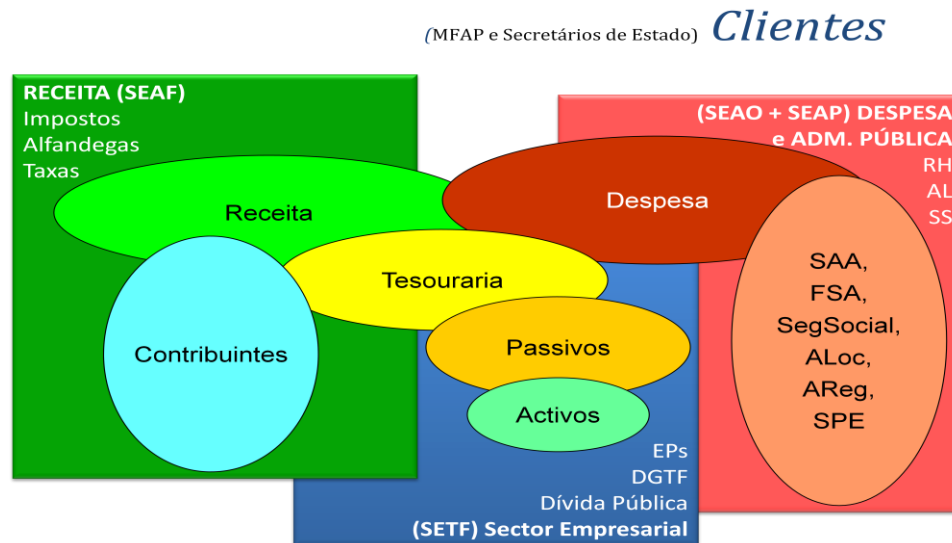 (MFAP e Secretários de Estado) Clientes
RECEITA (SEAF)
Impostos
Alfandegas
Taxas
(SEAO + SEAP) DESPESA
e ADM. PÚBLICA
RH
AL
SS
Receita
Despesa
Tesouraria
Contribuintes
Passivos
Activos
SAA,
FSA,
SegSocial,
ALoc,
AReg,
SPE
EPs
DGTF
Dívida Pública
(SETF) Sector Empresarial